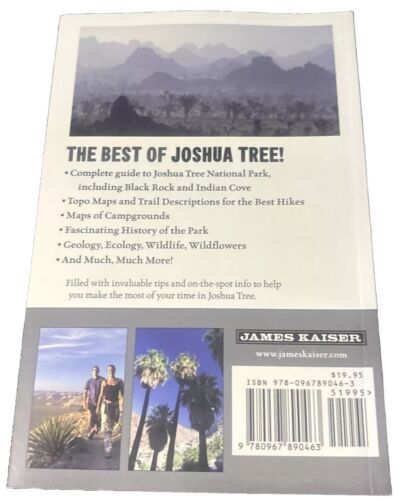 THE BEST OF JOSHUA TREE!
• Complete guide to Joshua Tree National Park,
including Black Rock and Indian Cove
• Topo Maps and Trail Descriptions for the Best Hikes
• Maps of Campgrounds
• Fascinating History of the Park
• Geology, Ecology, Wildlife, Wildflowers
• And Much, Much More!
Filled with invaluable tips and on-the-spot info to help
you make the most of your time in Joshua Tree.
JAMES KAISER
www.jameskaiser.com
$19.95
ISBN 978-096789046-3
51995>
9 780967 890463